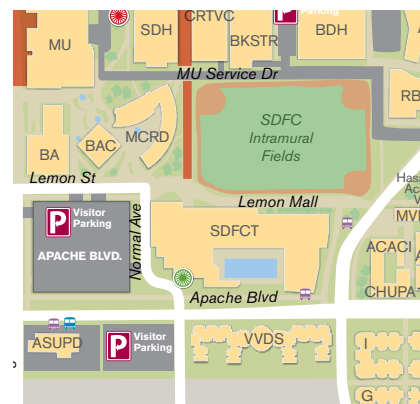 CRTVC
P
Parking
MU
SDH
BKSTR
BDH
MU Service Dr
RB
SDFC
Intramural
Fields
MCRD
BAC
BA
Lemon St
Lemon Mall
Normal Ave
P
Visitor
Parking
APACHE BLVD.
SDFCT
ACACI
CHUPA
Apache Blvd
ASUPD
P
Visitor
Parking
VVDS
I
G